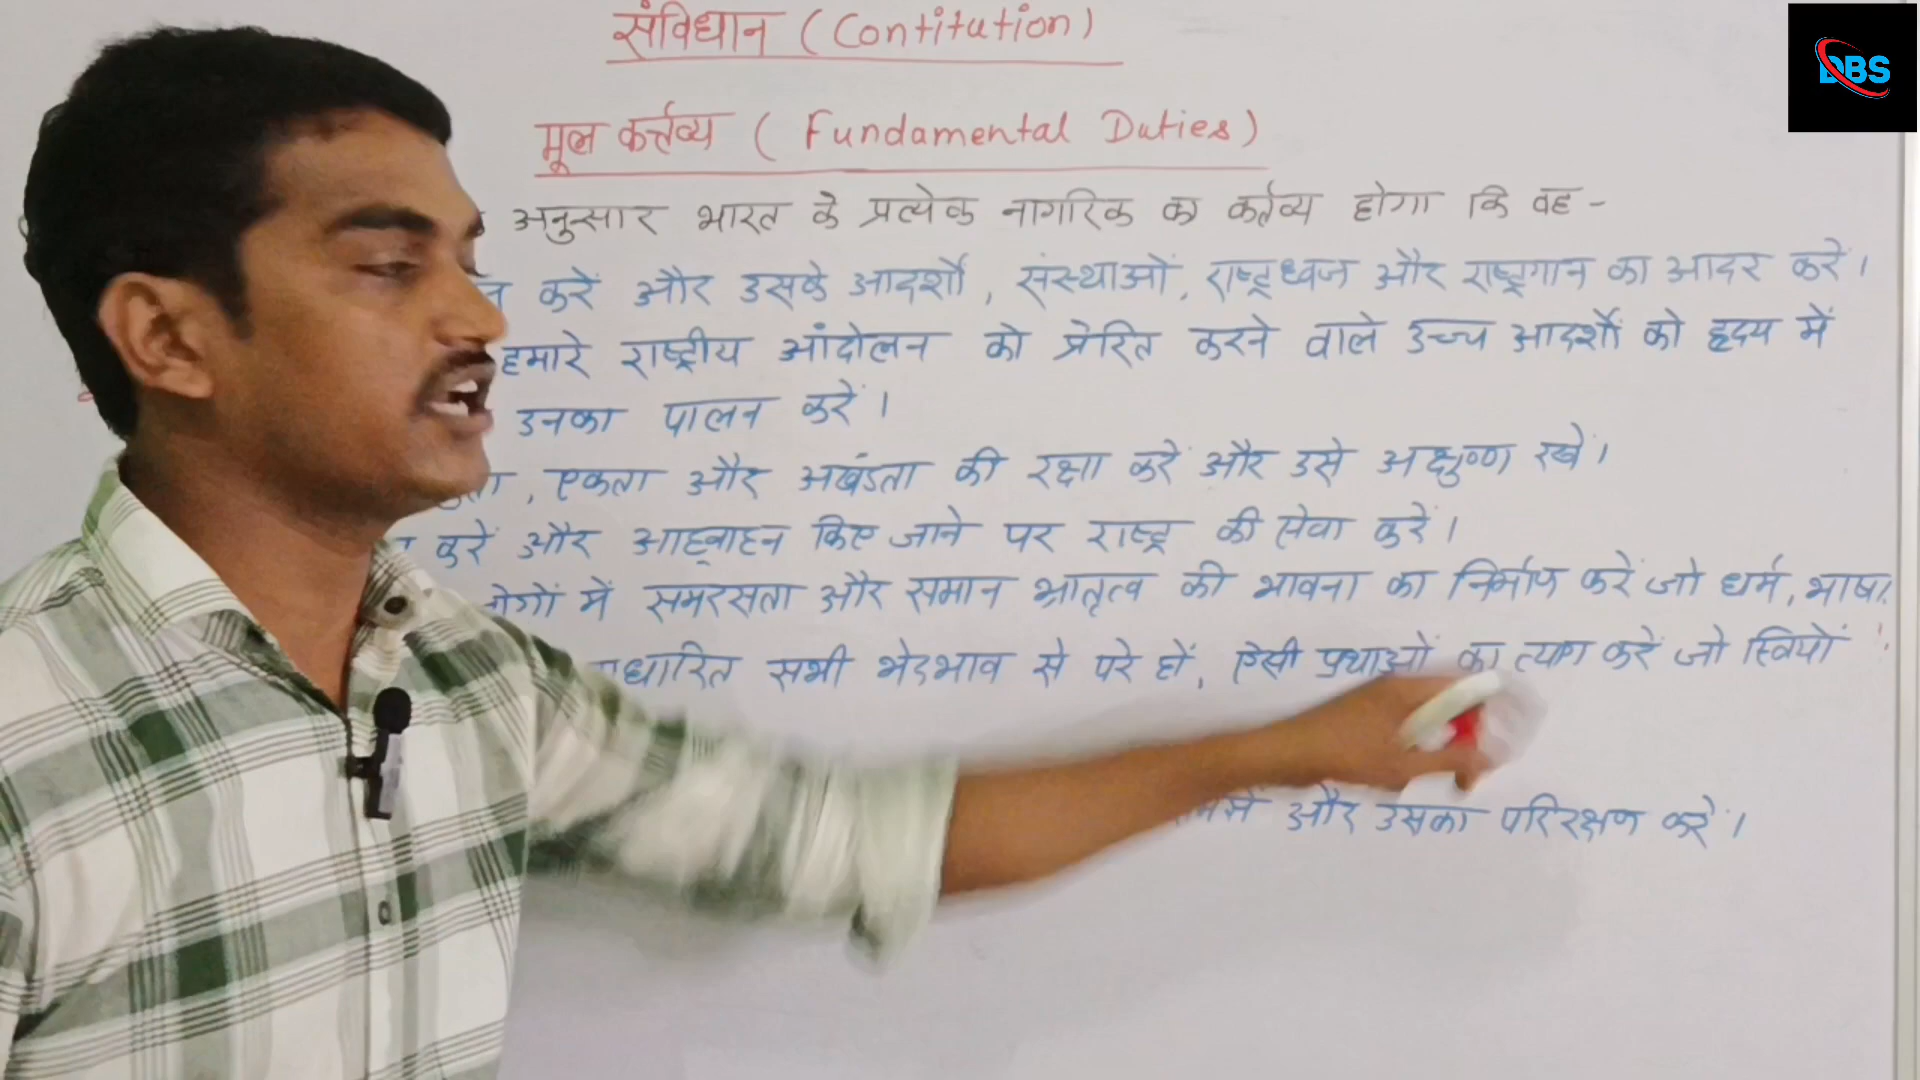 संविधान (Contitution)
DBS
मूल कर्त्तव्य (Fundamental Duties)
अनुसार भारत के प्रत्येक नागरिक का कर्तव्य होगा कि वह -
करें और उसके आदर्शों, संस्थाओं, राष्ट्रध्वज और राष्ट्रगान का आदर करें।
हमारे राष्ट्रीय आंदोलन को प्रेरित करने वाले उच्च आदर्शों को हृदय में
उनका पालन करें।
, एकता और अखंडता की रक्षा करें और उसे अक्षुण्ण रखें।
करें और आह्वाहन किए जाने पर राष्ट्र की सेवा करें।
में समरसता और समान भ्रातृत्व की भावना का निर्माण करें जो धर्म, भाषा
सभी भेदभाव से परे हों, ऐसी प्रथाओं का त्याग करें जो स्त्रियों
और उसका परिरक्षण करें।